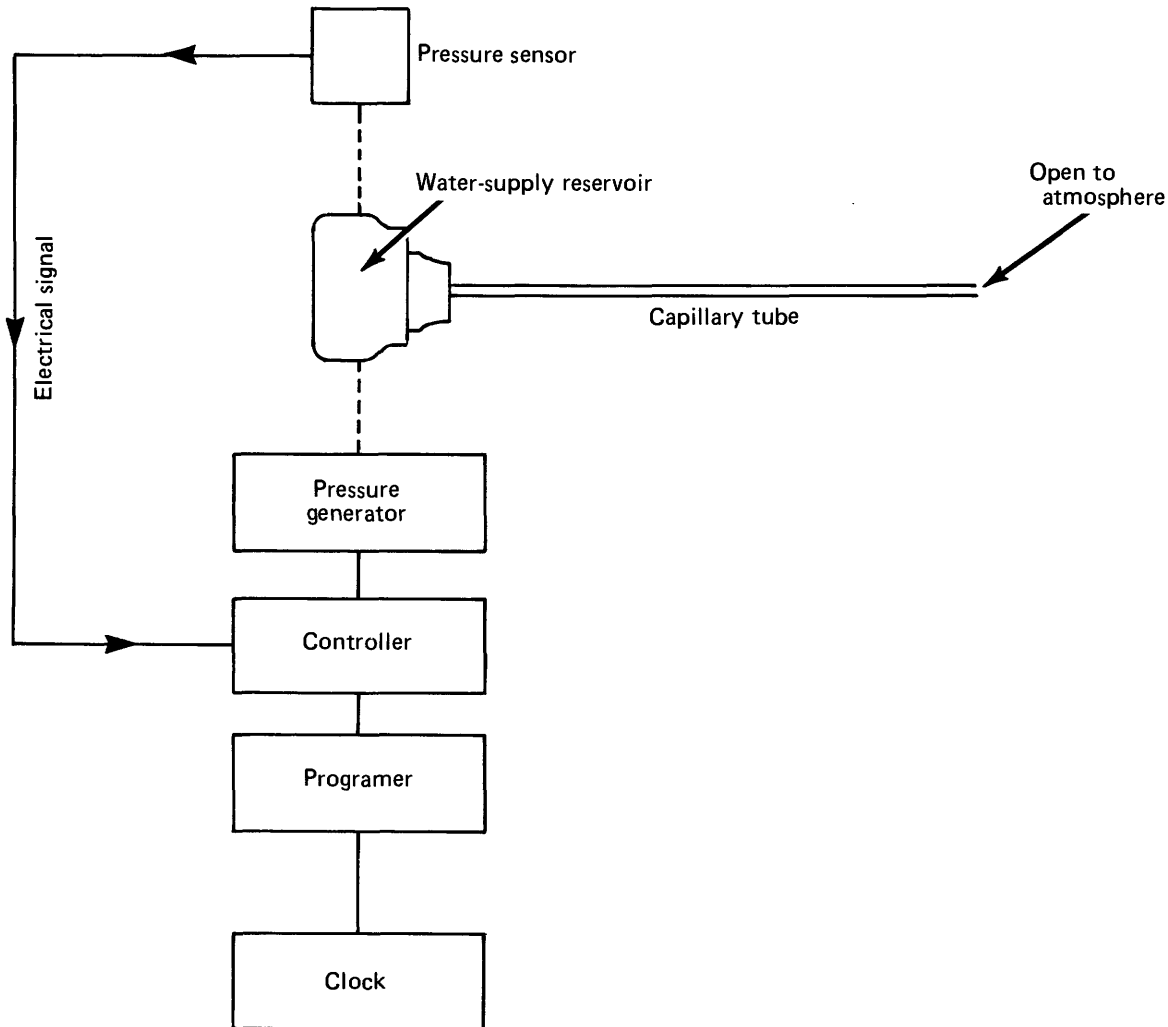 Pressure sensor
Water-supply reservoir
Open to
atmosphere
Electrical signal
Capillary tube
Pressure
generator
Controller
Programer
Clock